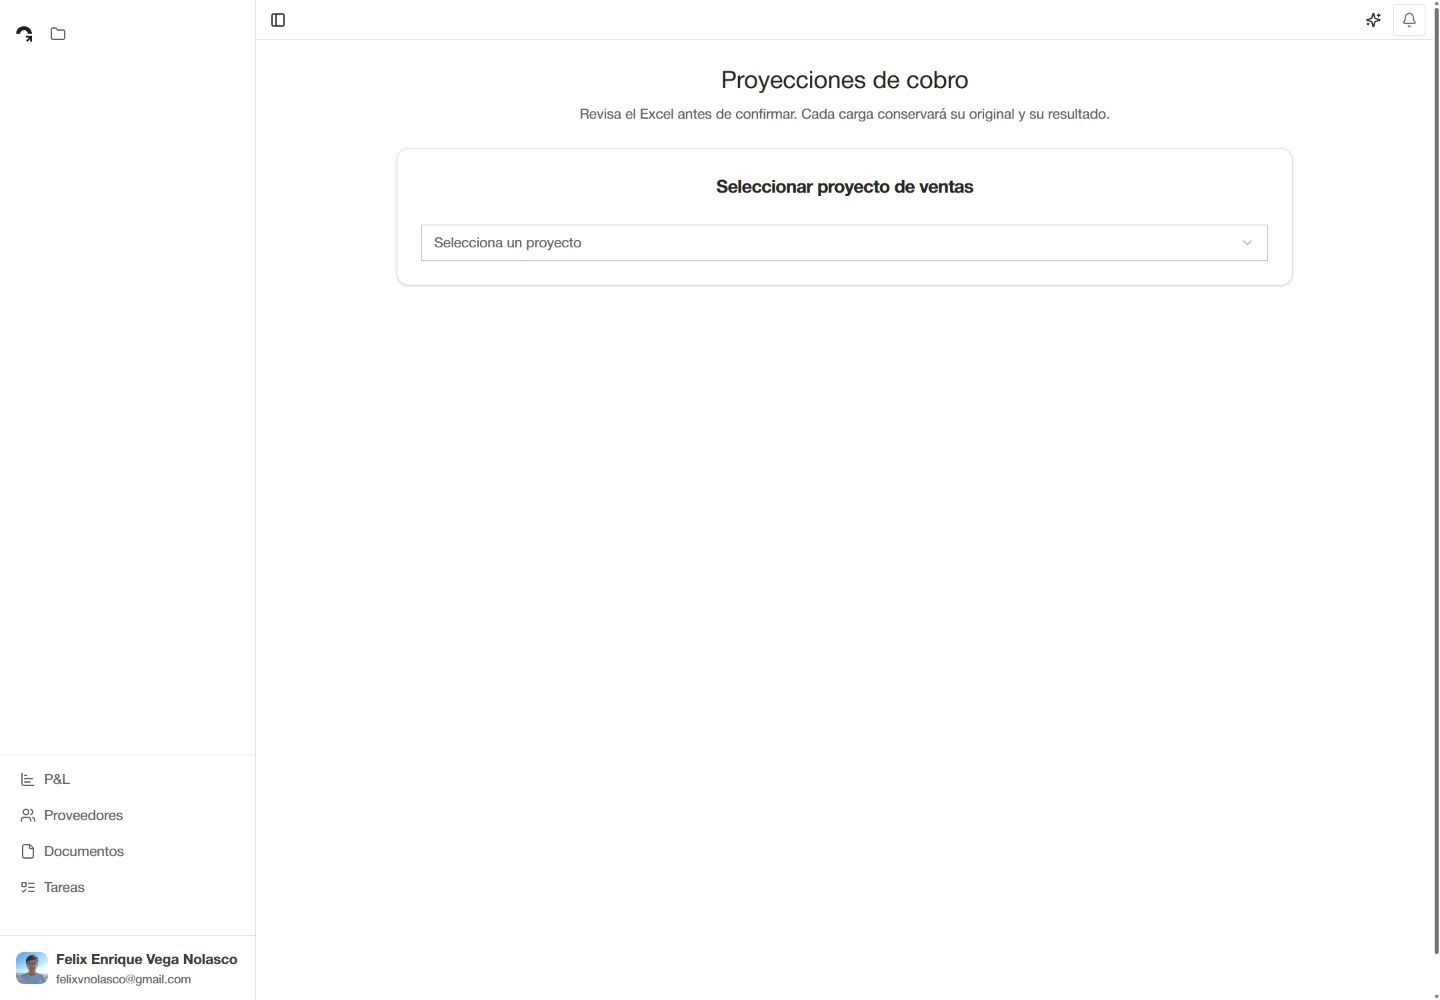 Proyecciones de cobro
Revisa el Excel antes de confirmar. Cada carga conservará su original y su resultado.
Seleccionar proyecto de ventas
Selecciona un proyecto
P&L
Proveedores
Documentos
Tareas
Felix Enrique Vega Nolasco
felixvnolasco@gmail.com